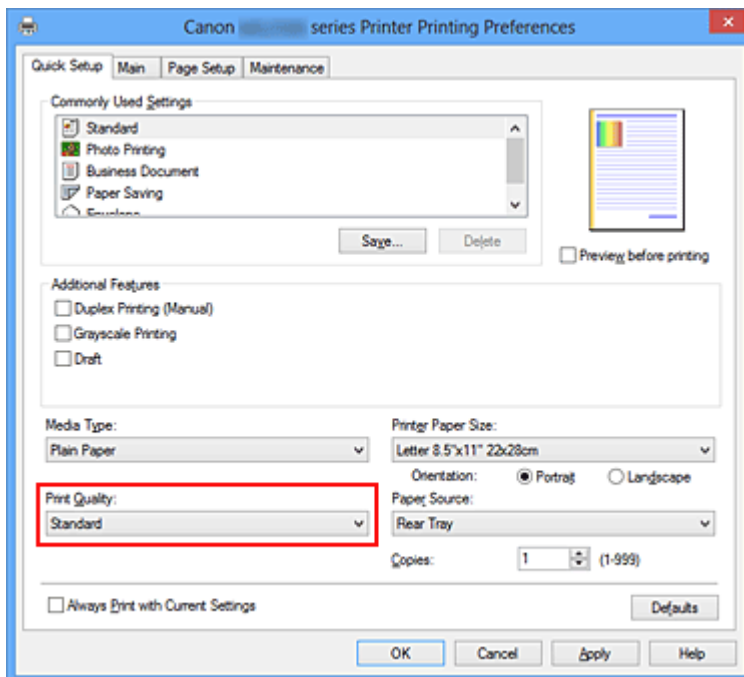 Canon series Printer Printing Preferences
Quick Setup Main Page Setup Maintenance
Commonly Used Settings
Standard
Photo Printing
Business Document
Paper Saving
Save... Delete
Preview before printing
Additional Features
Duplex Printing (Manual)
Grayscale Printing
Draft
Media Type: Printer Paper Size:
Plain Paper Letter 8.5"x11" 22x28cm
Orientation: Portrait Landscape
Print Quality: Paper Source:
Standard Rear Tray
Copies: 1 (1-999)
Always Print with Current Settings Defaults
OK Cancel Apply Help